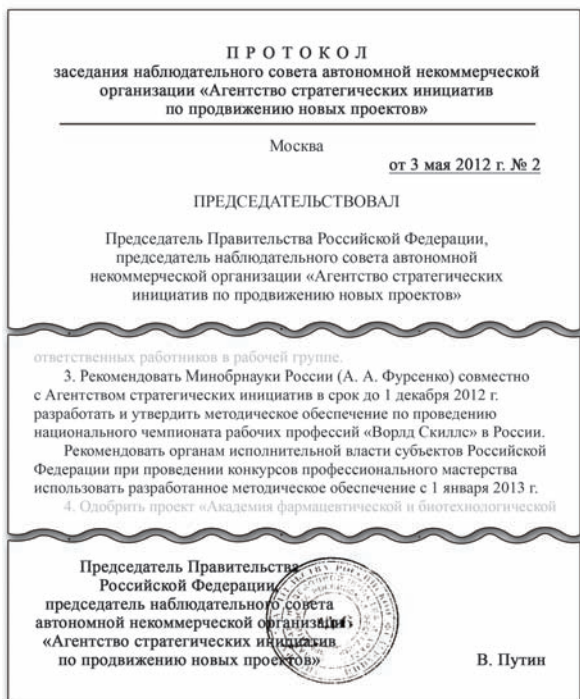 П Р О Т О К О Л
заседания наблюдательного совета автономной некоммерческой
организации «Агентство стратегических инициатив
по продвижению новых проектов»
Москва
от 3 мая 2012 г. № 2
ПРЕДСЕДАТЕЛЬСТВОВАЛ
Председатель Правительства Российской Федерации,
председатель наблюдательного совета автономной
некоммерческой организации «Агентство стратегических
инициатив по продвижению новых проектов»
ответственных работников в рабочей группе.
3. Рекомендовать Минобрнауки России (А. А. Фурсенко) совместно
с Агентством стратегических инициатив в срок до 1 декабря 2012 г.
разработать и утвердить методическое обеспечение по проведению
национального чемпионата рабочих профессий «Ворлд Скиллс» в России.
Рекомендовать органам исполнительной власти субъектов Российской
Федерации при проведении конкурсов профессионального мастерства
использовать разработанное методическое обеспечение с 1 января 2013 г.
4. Одобрить проект «Академия фармацевтической и биотехнологической
Председатель Правительства
Российской Федерации,
председатель наблюдательного совета
автономной некоммерческой организации
«Агентство стратегических инициатив
по продвижению новых проектов»
В. Путин